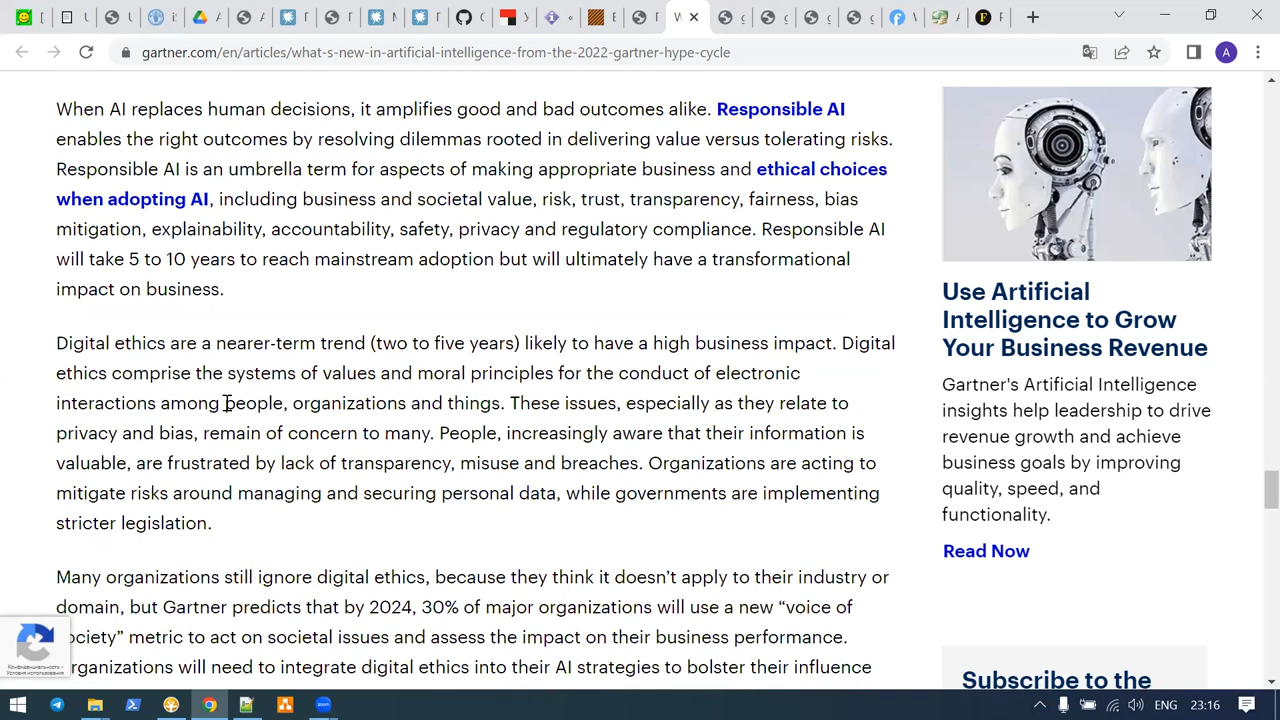 gartner.com/en/articles/what-s-new-in-artificial-intelligence-from-the-2022-gartner-hype-cycle
A
When AI replaces human decisions, it amplifies good and bad outcomes alike. Responsible AI
enables the right outcomes by resolving dilemmas rooted in delivering value versus tolerating risks.
Responsible AI is an umbrella term for aspects of making appropriate business and ethical choices
when adopting AI, including business and societal value, risk, trust, transparency, fairness, bias
mitigation, explainability, accountability, safety, privacy and regulatory compliance. Responsible AI
will take 5 to 10 years to reach mainstream adoption but will ultimately have a transformational
impact on business.
Digital ethics are a nearer-term trend (two to five years) likely to have a high business impact. Digital
ethics comprise the systems of values and moral principles for the conduct of electronic
interactions among people, organizations and things. These issues, especially as they relate to
privacy and bias, remain of concern to many. People, increasingly aware that their information is
valuable, are frustrated by lack of transparency, misuse and breaches. Organizations are acting to
mitigate risks around managing and securing personal data, while governments are implementing
stricter legislation.
Many organizations still ignore digital ethics, because they think it doesn’t apply to their industry or
domain, but Gartner predicts that by 2024, 30% of major organizations will use a new “voice of
society” metric to act on societal issues and assess the impact on their business performance.
Organizations will need to integrate digital ethics into their AI strategies to bolster their influence
Use Artificial
Intelligence to Grow
Your Business Revenue
Gartner's Artificial Intelligence
insights help leadership to drive
revenue growth and achieve
business goals by improving
quality, speed, and
functionality.
Read Now
Subscribe to the
Конфиденциальность -
Условия использования
zoom
ENG
23:16